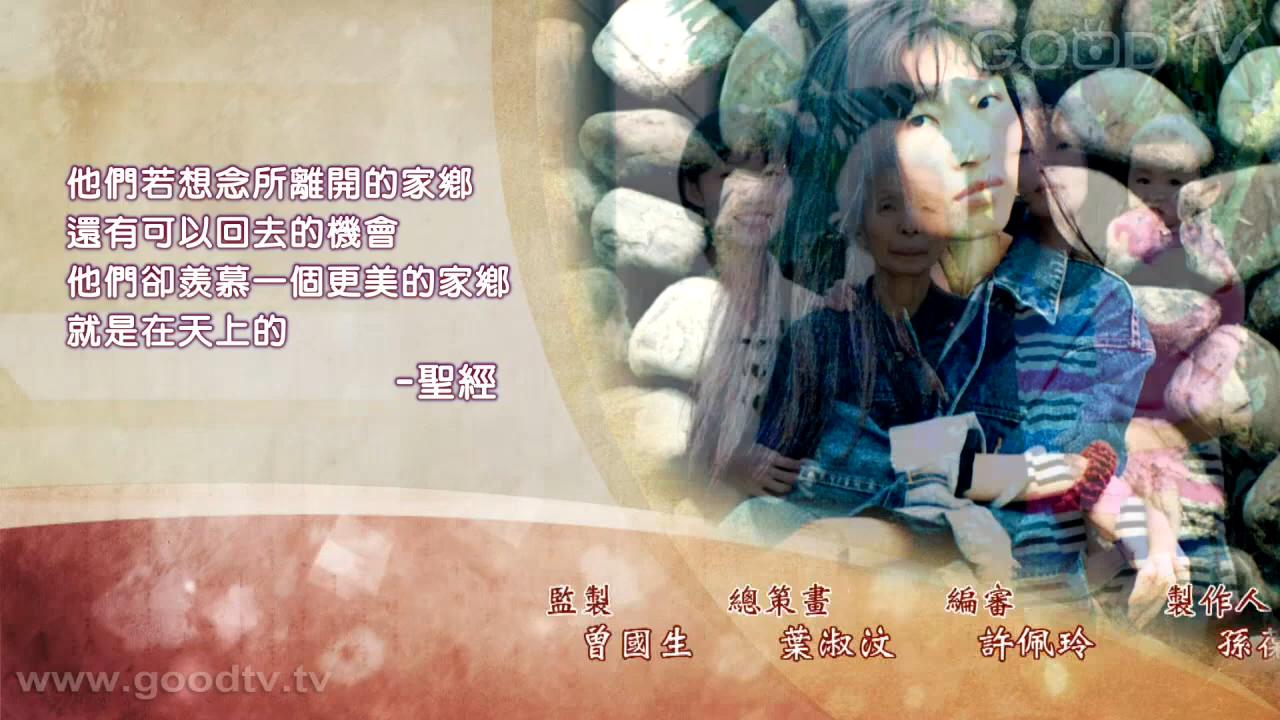 GOOD TV
他們若想念所離開的家鄉
還有可以回去的機會
他們卻羨慕一個更美的家鄉
就是在天上的
-聖經
監製 總策畫 編審 製作人
曾國生 葉淑汶 許佩玲 孫
www.goodtv.tv